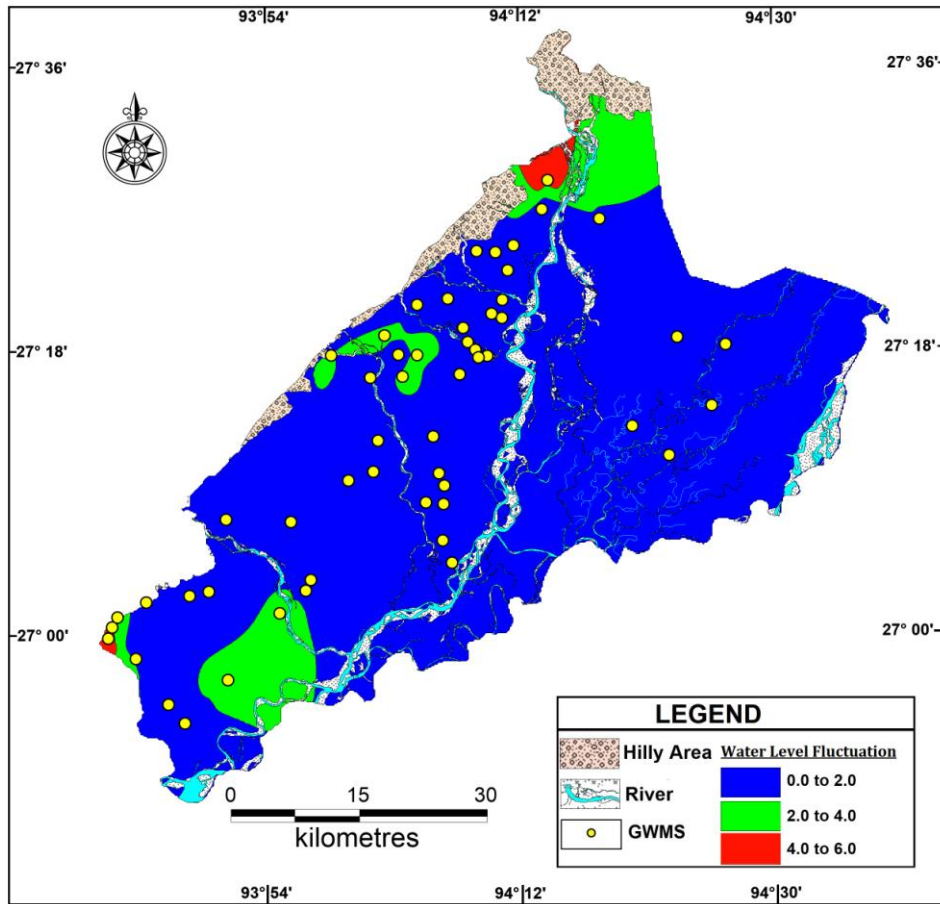 93° 54' 94° 12' 94° 30'
27° 36' 27° 36'
27° 18' 27° 18'
27° 00' 27° 00'
LEGEND
Hilly Area Water Level Fluctuation
River 0.0 to 2.0
GWMS 2.0 to 4.0
4.0 to 6.0
0 15 30
kilometres
93° 54' 94° 12' 94° 30'